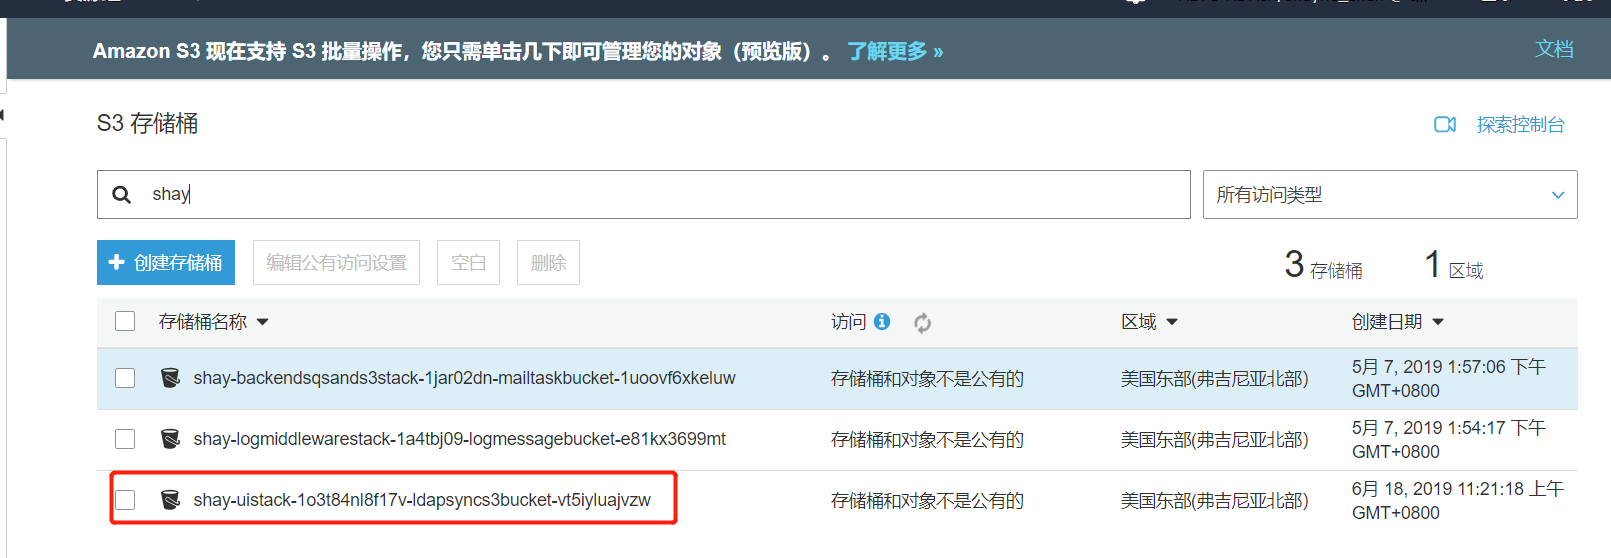 Amazon S3 现在支持 S3 批量操作，您只需单击几下即可管理您的对象（预览版）。 了解更多 »
文档
S3 存储桶
探索控制台
shay
所有访问类型
创建存储桶
编辑公有访问设置
空白
删除
3 存储桶
1 区域
存储桶名称
访问
区域
创建日期
shay-backendsqsands3stack-1jar02dn-mailtaskbucket-1uoovf6xkeluw
存储桶和对象不是公有的
美国东部(弗吉尼亚北部)
5月 7, 2019 1:57:06 下午
GMT+0800
shay-logmiddlewarestack-1a4tbj09-logmessagebucket-e81kx3699mt
存储桶和对象不是公有的
美国东部(弗吉尼亚北部)
5月 7, 2019 1:54:17 下午
GMT+0800
shay-uistack-1o3t84nl8f17v-ldapsyncs3bucket-vt5iyluajvzw
存储桶和对象不是公有的
美国东部(弗吉尼亚北部)
6月 18, 2019 11:21:18 上午
GMT+0800